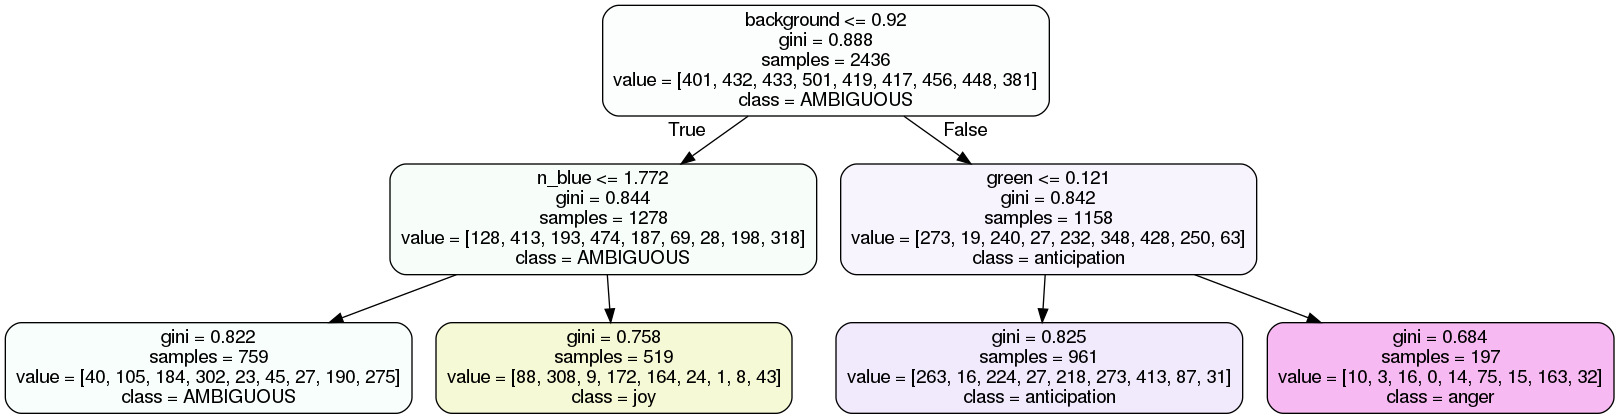 background <= 0.92
gini = 0.888
samples = 2436
value = [401, 432, 433, 501, 419, 417, 456, 448, 381]
class = AMBIGUOUS
True
False
n_blue <= 1.772
gini = 0.844
samples = 1278
value = [128, 413, 193, 474, 187, 69, 28, 198, 318]
class = AMBIGUOUS
green <= 0.121
gini = 0.842
samples = 1158
value = [273, 19, 240, 27, 232, 348, 428, 250, 63]
class = anticipation
gini = 0.822
samples = 759
value = [40, 105, 184, 302, 23, 45, 27, 190, 275]
class = AMBIGUOUS
gini = 0.758
samples = 519
value = [88, 308, 9, 172, 164, 24, 1, 8, 43]
class = joy
gini = 0.825
samples = 961
value = [263, 16, 224, 27, 218, 273, 413, 87, 31]
class = anticipation
gini = 0.684
samples = 197
value = [10, 3, 16, 0, 14, 75, 15, 163, 32]
class = anger